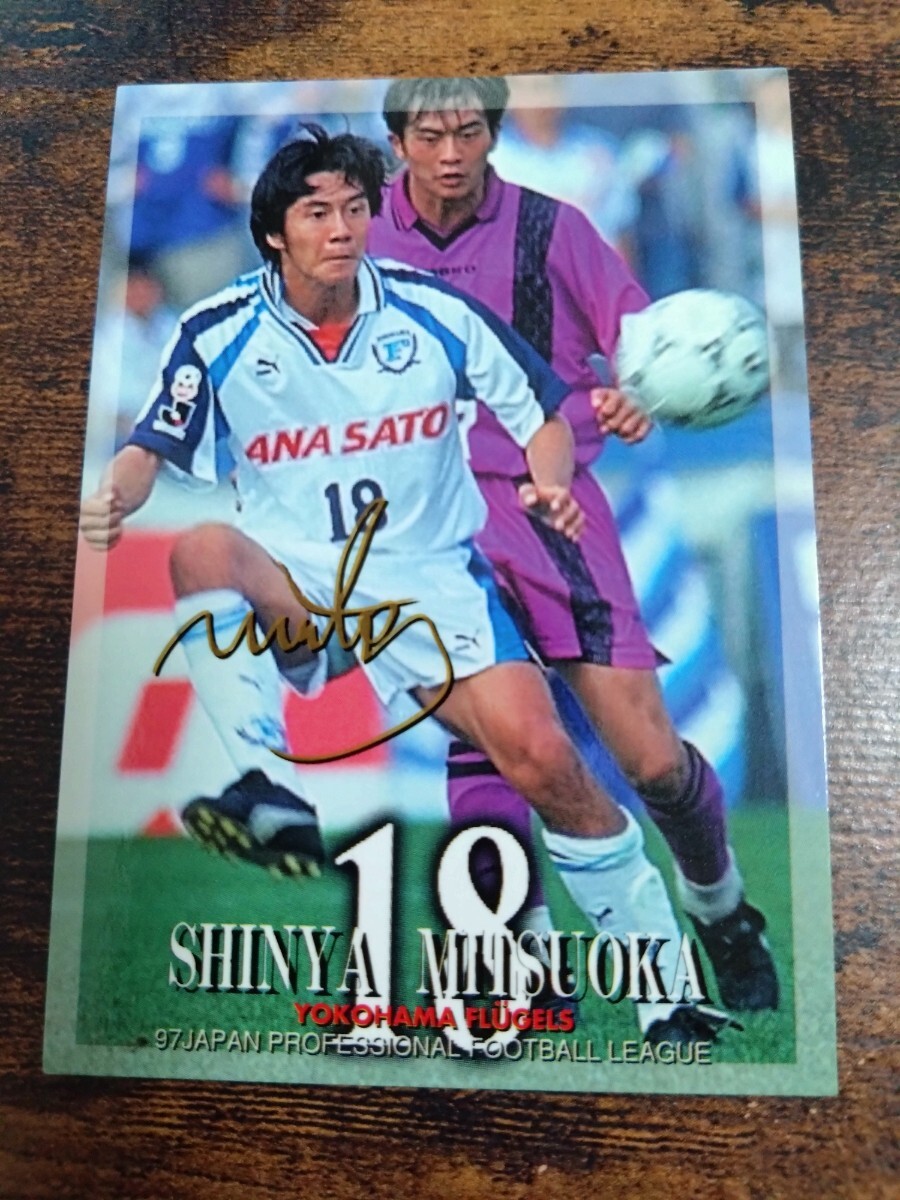 ANA SATO
18
18
SHINYA MITSUOKA
YOKOHAMA FLÜGELS
97JAPAN PROFESSIONAL FOOTBALL LEAGUE